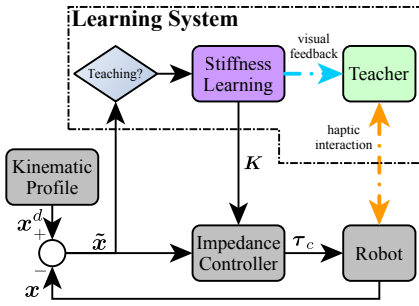 Learning System
visual
feedback
Teaching?
Stiffness
Learning
Teacher
haptic
interaction
K
Kinematic
Profile
x^d
+
x̃
Impedance
Controller
τ_c
Robot
−
x